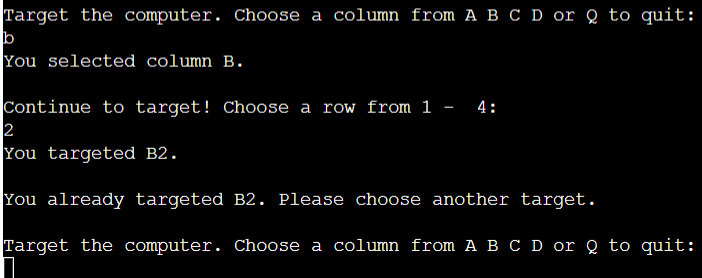 Target the computer. Choose a column from A B C D or Q to quit:
b
You selected column B.
Continue to target! Choose a row from 1 -  4:
2
You targeted B2.
You already targeted B2. Please choose another target.
Target the computer. Choose a column from A B C D or Q to quit: